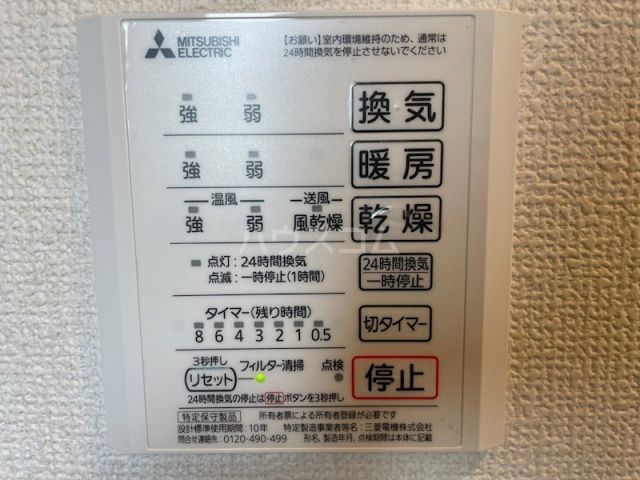 MITSUBISHI
ELECTRIC
【お願い】室内環境維持のため、通常は
24時間換気を停止させないでください
強 弱 換気
強 弱 暖房
温風 送風
強 弱 風乾燥 乾燥
点灯:24時間換気
点滅:一時停止(1時間)
24時間換気
一時停止
タイマー(残り時間)
8 6 4 3 2 1 0.5
切タイマー
3秒押し
リセット フィルター清掃 点検
停止
24時間換気の停止は停止ボタンを3秒押し
特定保守製品 所有者票による所有者登録が必要です
設計標準使用期間:10年 特定製造事業者等名:三菱電機株式会社
問合せ連絡先:0120-490-499 形名、製造年月、点検期間は本体に記載
ハウスコム